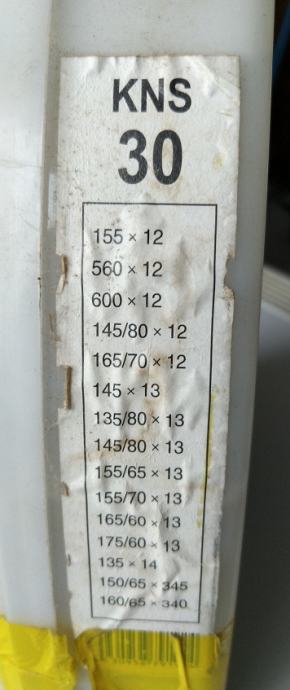 KNS
30
155 × 12
560 × 12
600 × 12
145/80 × 12
165/70 × 12
145 × 13
135/80 × 13
145/80 × 13
155/65 × 13
155/70 × 13
165/60 × 13
175/60 × 13
135 × 14
150/65 × 345
160/65 × 340